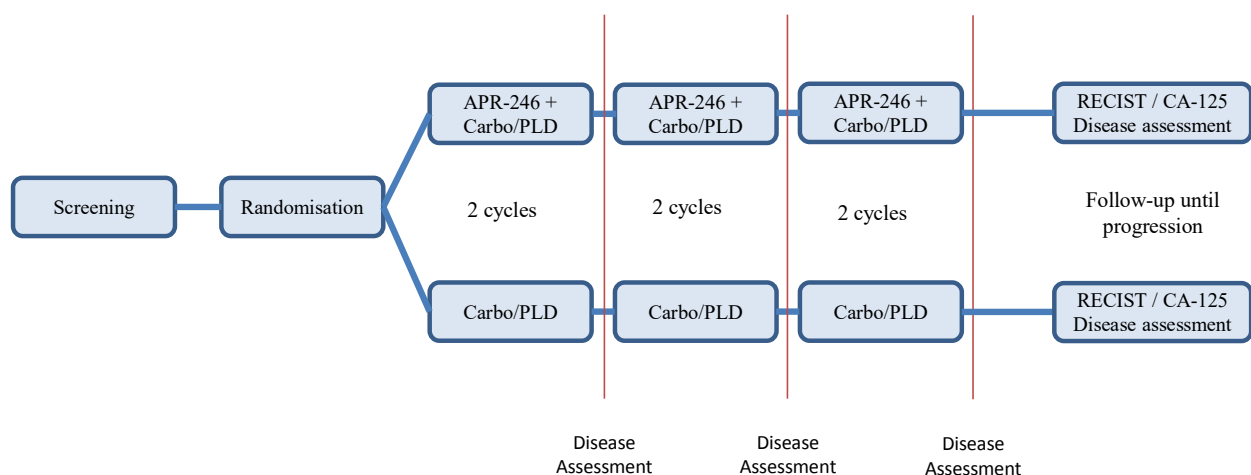 APR-246 +
Carbo/PLD
APR-246 +
Carbo/PLD
APR-246 +
Carbo/PLD
RECIST / CA-125
Disease assessment
Screening
Randomisation
2 cycles
2 cycles
2 cycles
Follow-up until
progression
Carbo/PLD
Carbo/PLD
Carbo/PLD
RECIST / CA-125
Disease assessment
Disease
Assessment
Disease
Assessment
Disease
Assessment